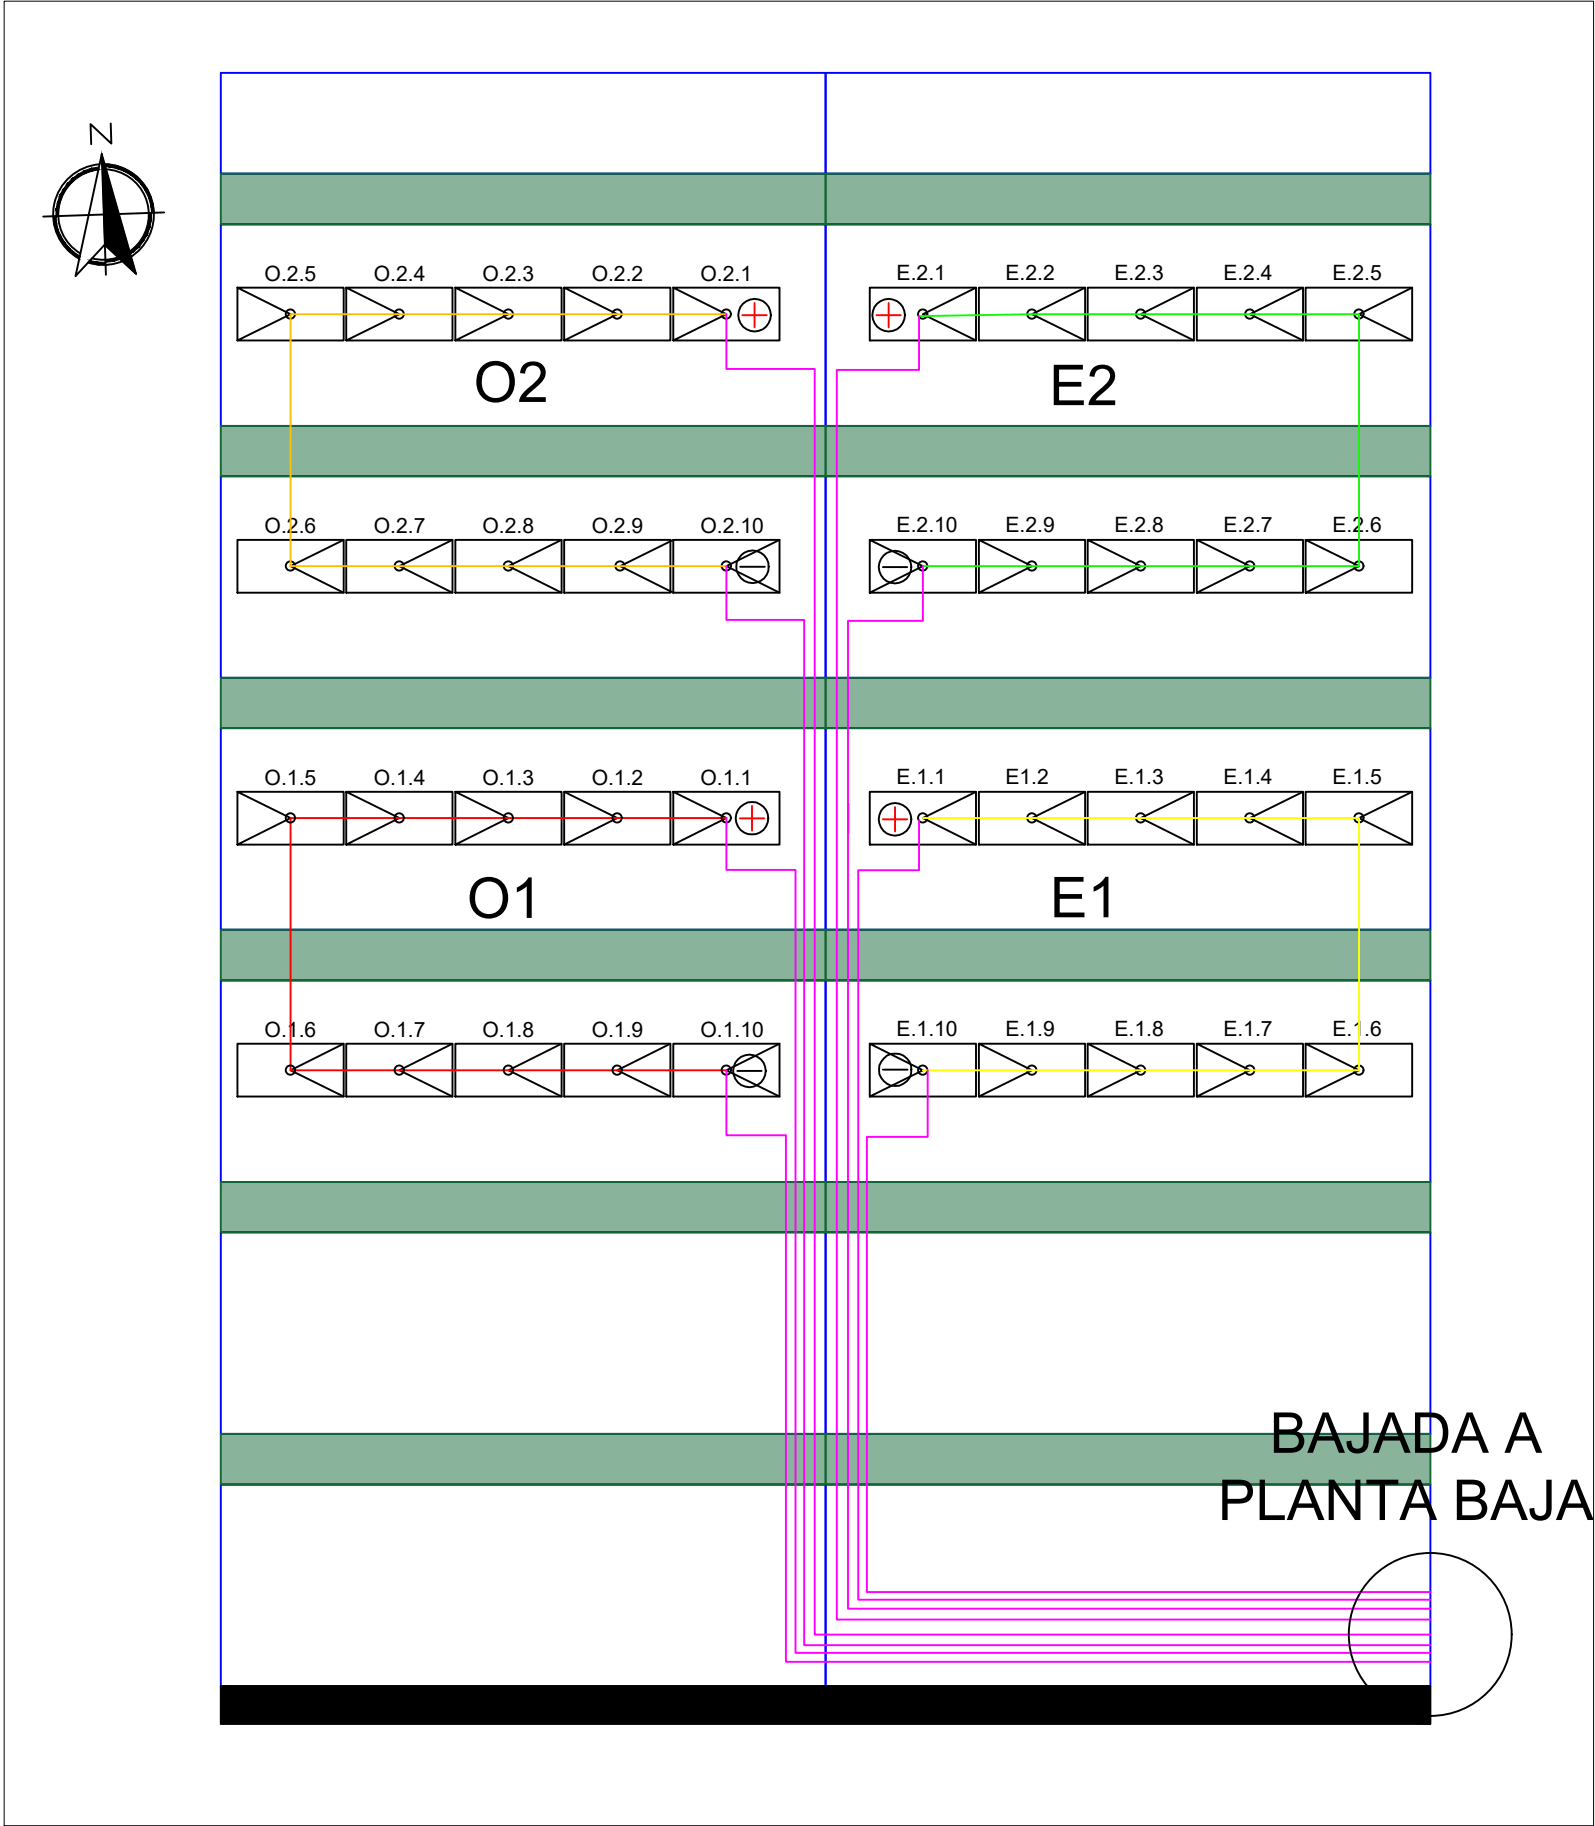 N
O.2.5 O.2.4 O.2.3 O.2.2 O.2.1 E.2.1 E.2.2 E.2.3 E.2.4 E.2.5
O2 E2
O.2.6 O.2.7 O.2.8 O.2.9 O.2.10 E.2.10 E.2.9 E.2.8 E.2.7 E.2.6
O.1.5 O.1.4 O.1.3 O.1.2 O.1.1 E.1.1 E1.2 E.1.3 E.1.4 E.1.5
O1 E1
O.1.6 O.1.7 O.1.8 O.1.9 O.1.10 E.1.10 E.1.9 E.1.8 E.1.7 E.1.6
BAJADA A
PLANTA BAJA